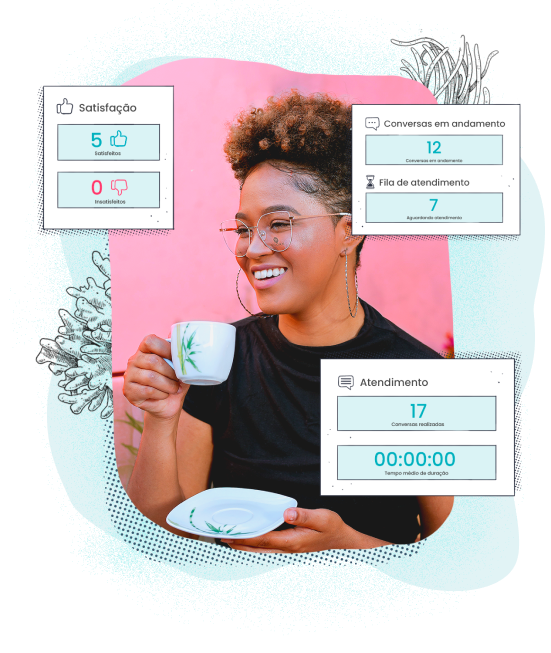 Satisfação
5
Satisfeitos
0
Insatisfeitos
Conversas em andamento
12
Conversas em andamento
Fila de atendimento
7
Aguardando atendimento
Atendimento
17
Conversas realizadas
00:00:00
Tempo médio de duração